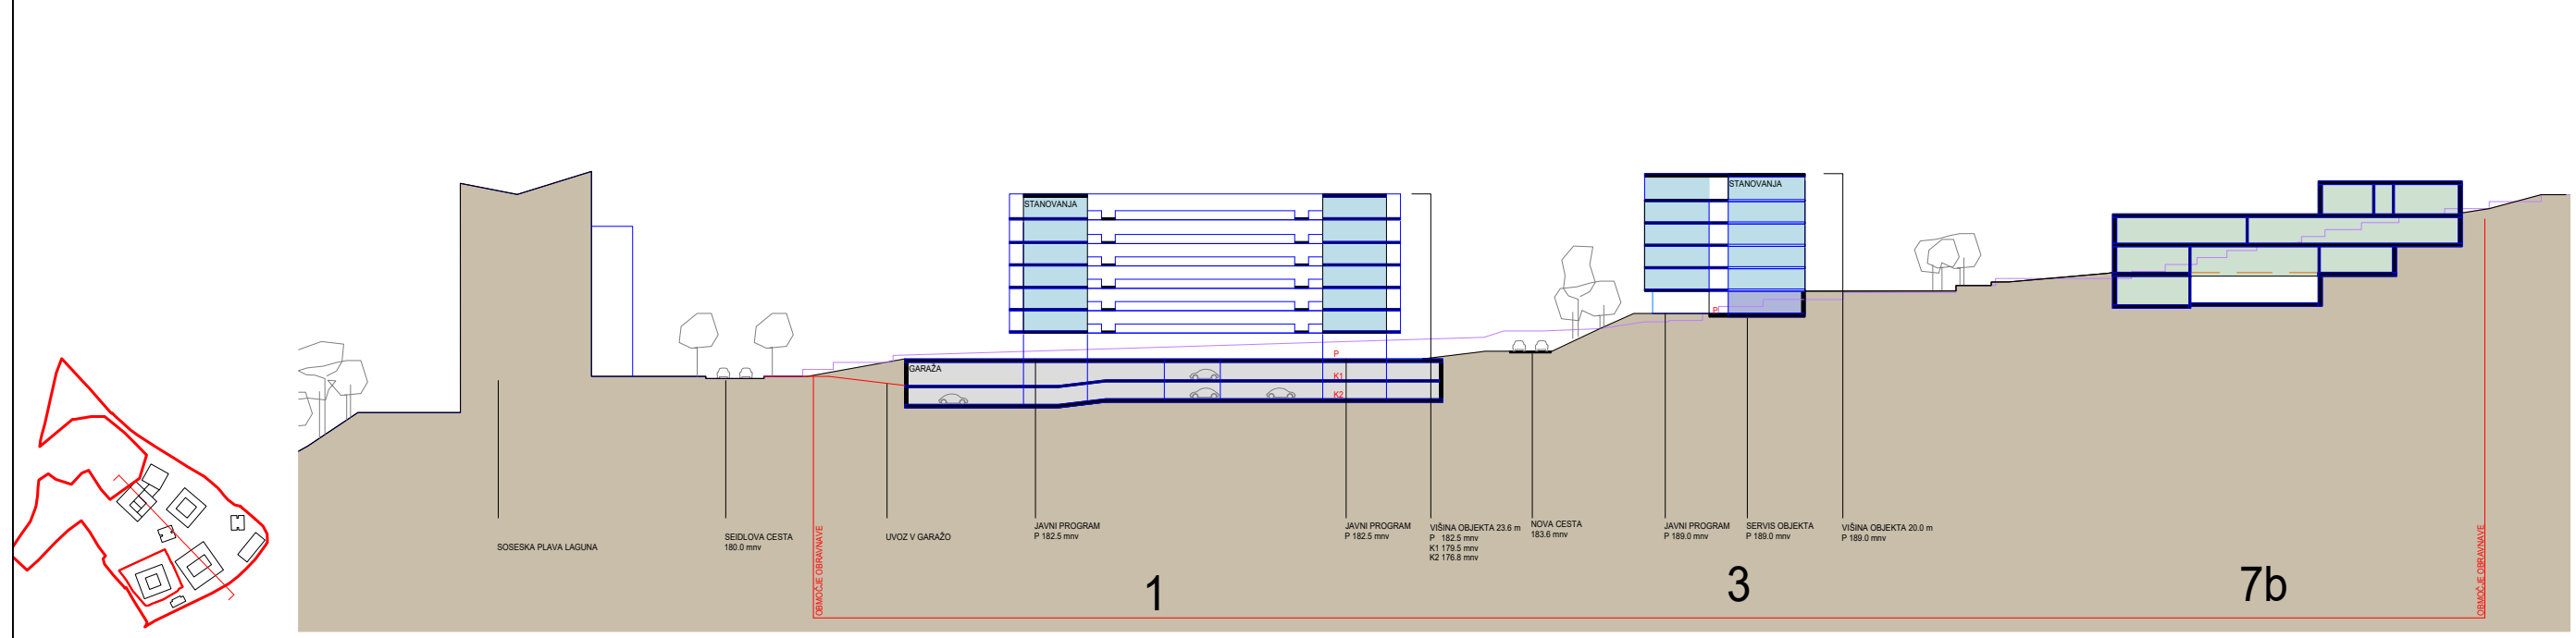 STANOVANJA
STANOVANJA
GARAŽA
P
K1
K2
P
SOSESKA PLAVA LAGUNA
SEIDLOVA CESTA
180.0 mnv
OBMOČJE OBRAVNAVE
UVOZ V GARAŽO
JAVNI PROGRAM
P 182.5 mnv
JAVNI PROGRAM
P 182.5 mnv
VIŠINA OBJEKTA 23.6 m
P 182.5 mnv
K1 179.5 mnv
K2 176.8 mnv
NOVA CESTA
183.6 mnv
JAVNI PROGRAM
P 189.0 mnv
SERVIS OBJEKTA
P 189.0 mnv
VIŠINA OBJEKTA 20.0 m
P 189.0 mnv
OBMOČJE OBRAVNAVE
1
3
7b